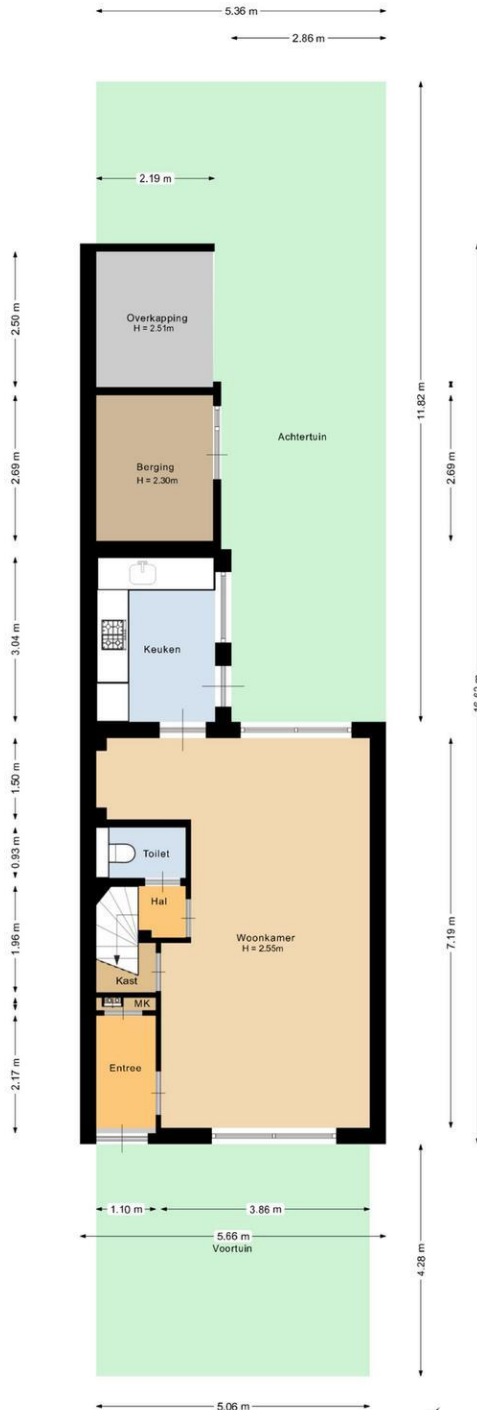 5.36 m
2.86 m
2.19 m
2.50 m
Overkapping
H = 2.51m
11.82 m
2.69 m
Berging
H = 2.30m
Achtertuin
2.69 m
3.04 m
Keuken
1.50 m
0.93 m
Toilet
1.96 m
Hal
Woonkamer
H = 2.55m
7.19 m
Kast
MK
2.17 m
Entree
1.10 m
3.86 m
5.66 m
Voortuin
4.28 m
5.06 m